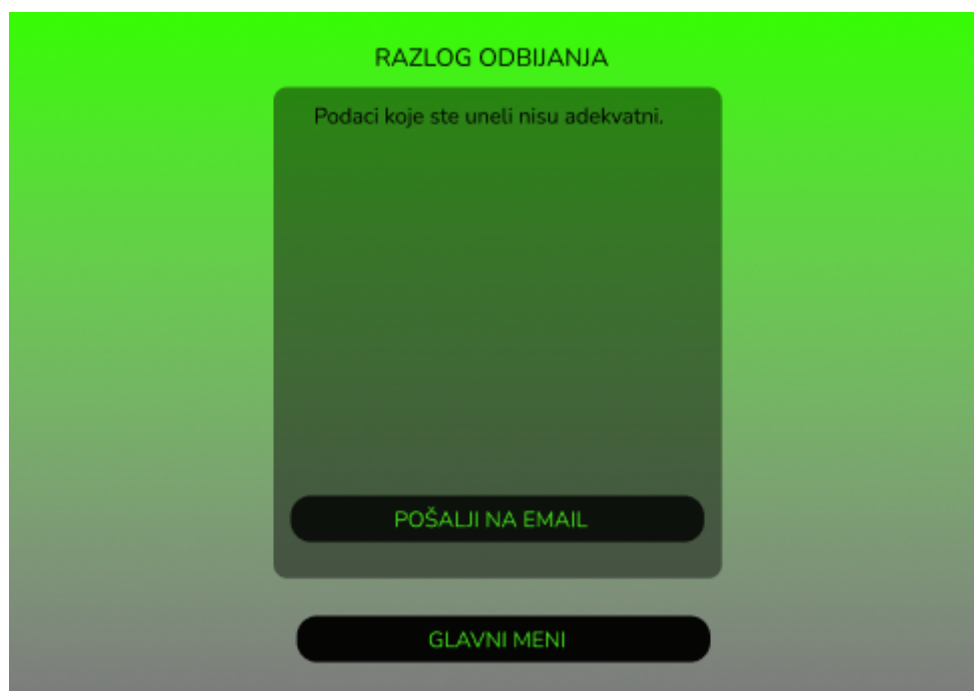 RAZLOG ODBIJANJA
Podaci koje ste uneli nisu adekvatni.
POŠALJI NA EMAIL
GLAVNI MENI